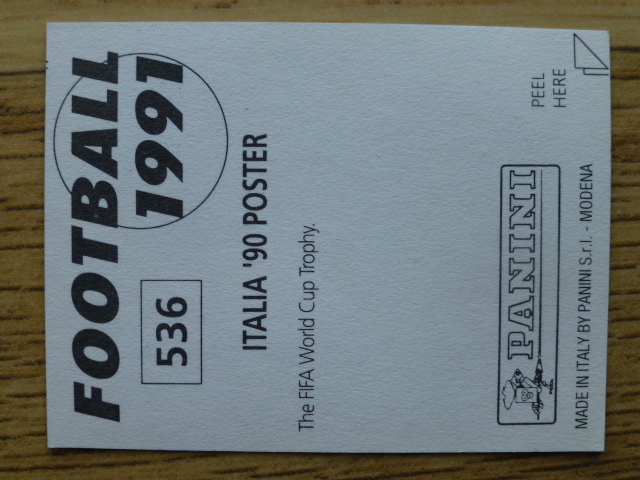 FOOTBALL
1991
536
ITALIA '90 POSTER
The FIFA World Cup Trophy.
PEEL
HERE
PANINI
MADE IN ITALY BY PANINI S.r.l. - MODENA